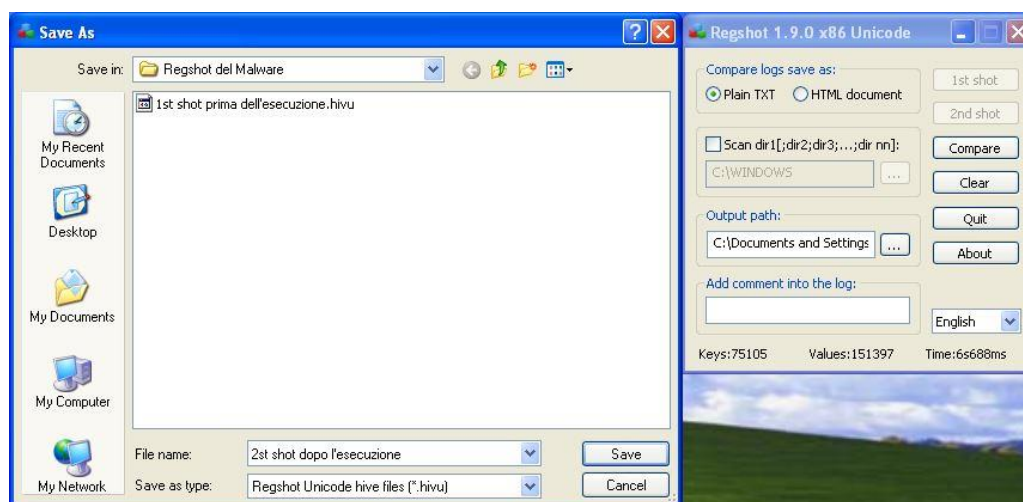 Save As
Save in:
Regshot del Malware
1st shot prima dell'esecuzione.hivu
My Recent
Documents
Desktop
My Documents
My Computer
My Network
File name:
2st shot dopo l'esecuzione
Save
Save as type:
Regshot Unicode hive files (*.hivu)
Cancel
Regshot 1.9.0 x86 Unicode
Compare logs save as:
Plain TXT
HTML document
1st shot
2nd shot
Scan dir1[;dir2;dir3;...;dir nn]:
C:\WINDOWS
...
Compare
Clear
Output path:
C:\Documents and Settings
...
Quit
About
Add comment into the log:
English
Keys:75105 Values:151397 Time:6s688ms